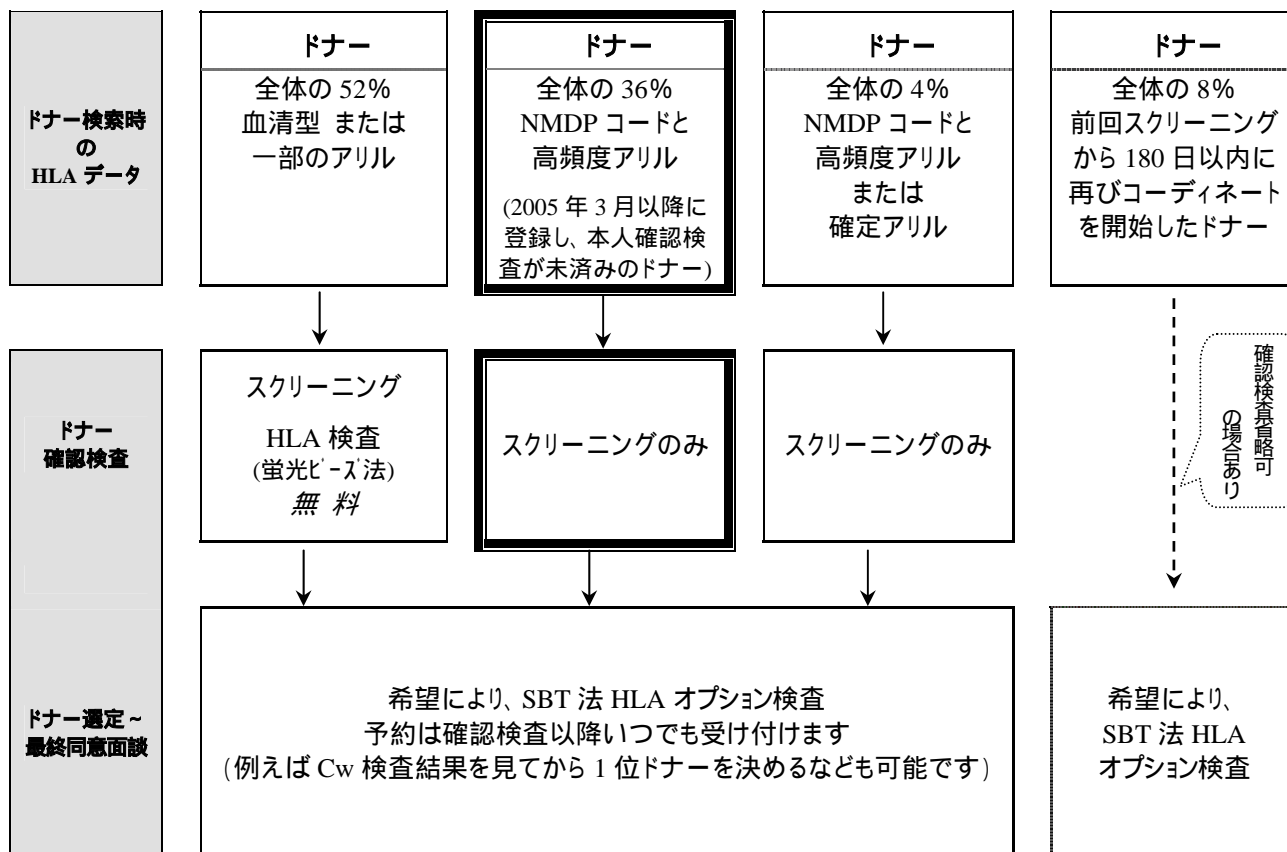 ドナー検索時
の
HLA データ
ドナー
全体の 52%
血清型 または
一部のアリル
ドナー
全体の 36%
NMDP コードと
高頻度アリル
(2005 年 3 月以降に
登録し、本人確認検
査が未済みのドナー)
ドナー
全体の 4%
NMDP コードと
高頻度アリル
または
確定アリル
ドナー
全体の 8%
前回スクリーニング
から 180 日以内に
再びコーディネート
を開始したドナー
ドナー
確認検査
スクリーニング
HLA 検査
(蛍光ビーズ法)
無 料
スクリーニングのみ
スクリーニングのみ
確認検査省略可
の場合あり
ドナー選定~
最終同意面談
希望により、SBT 法 HLA オプション検査
予約は確認検査以降いつでも受け付けます
(例えば Cw 検査結果を見てから 1 位ドナーを決めるなども可能です)
希望により、
SBT 法 HLA
オプション検査